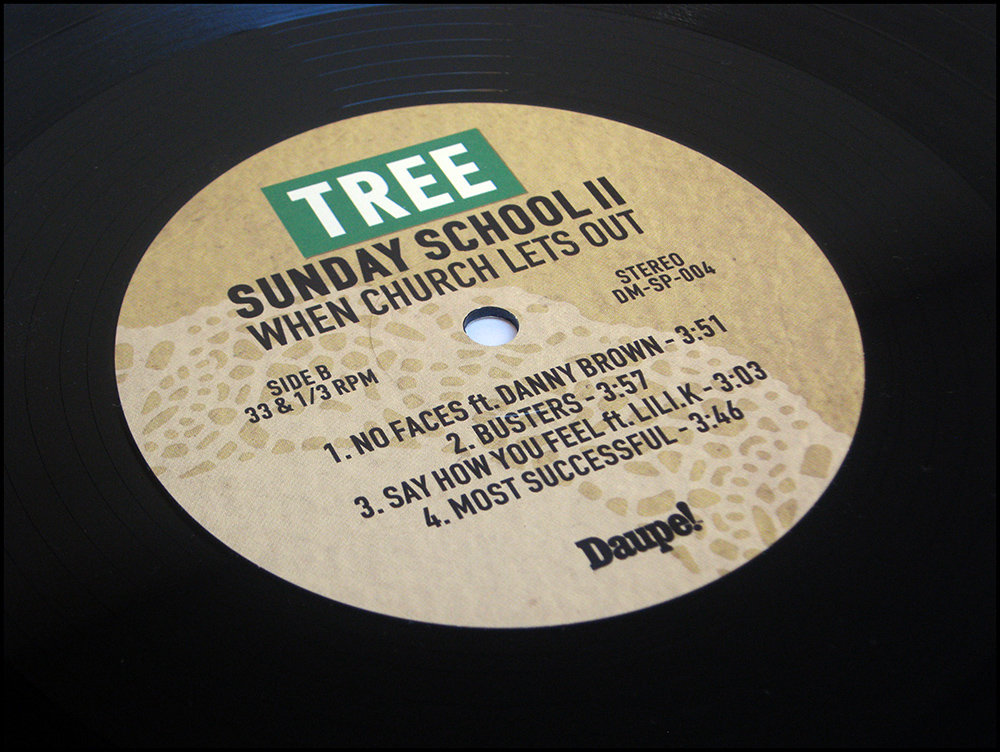 TREE
SUNDAY SCHOOL II
WHEN CHURCH LETS OUT
STEREO
DM-SP-004
SIDE B
33 & 1/3 RPM
1. NO FACES ft. DANNY BROWN - 3:51
2. BUSTERS - 3:57
3. SAY HOW YOU FEEL ft. LILI.K - 3:03
4. MOST SUCCESSFUL - 3:46
Daupe!